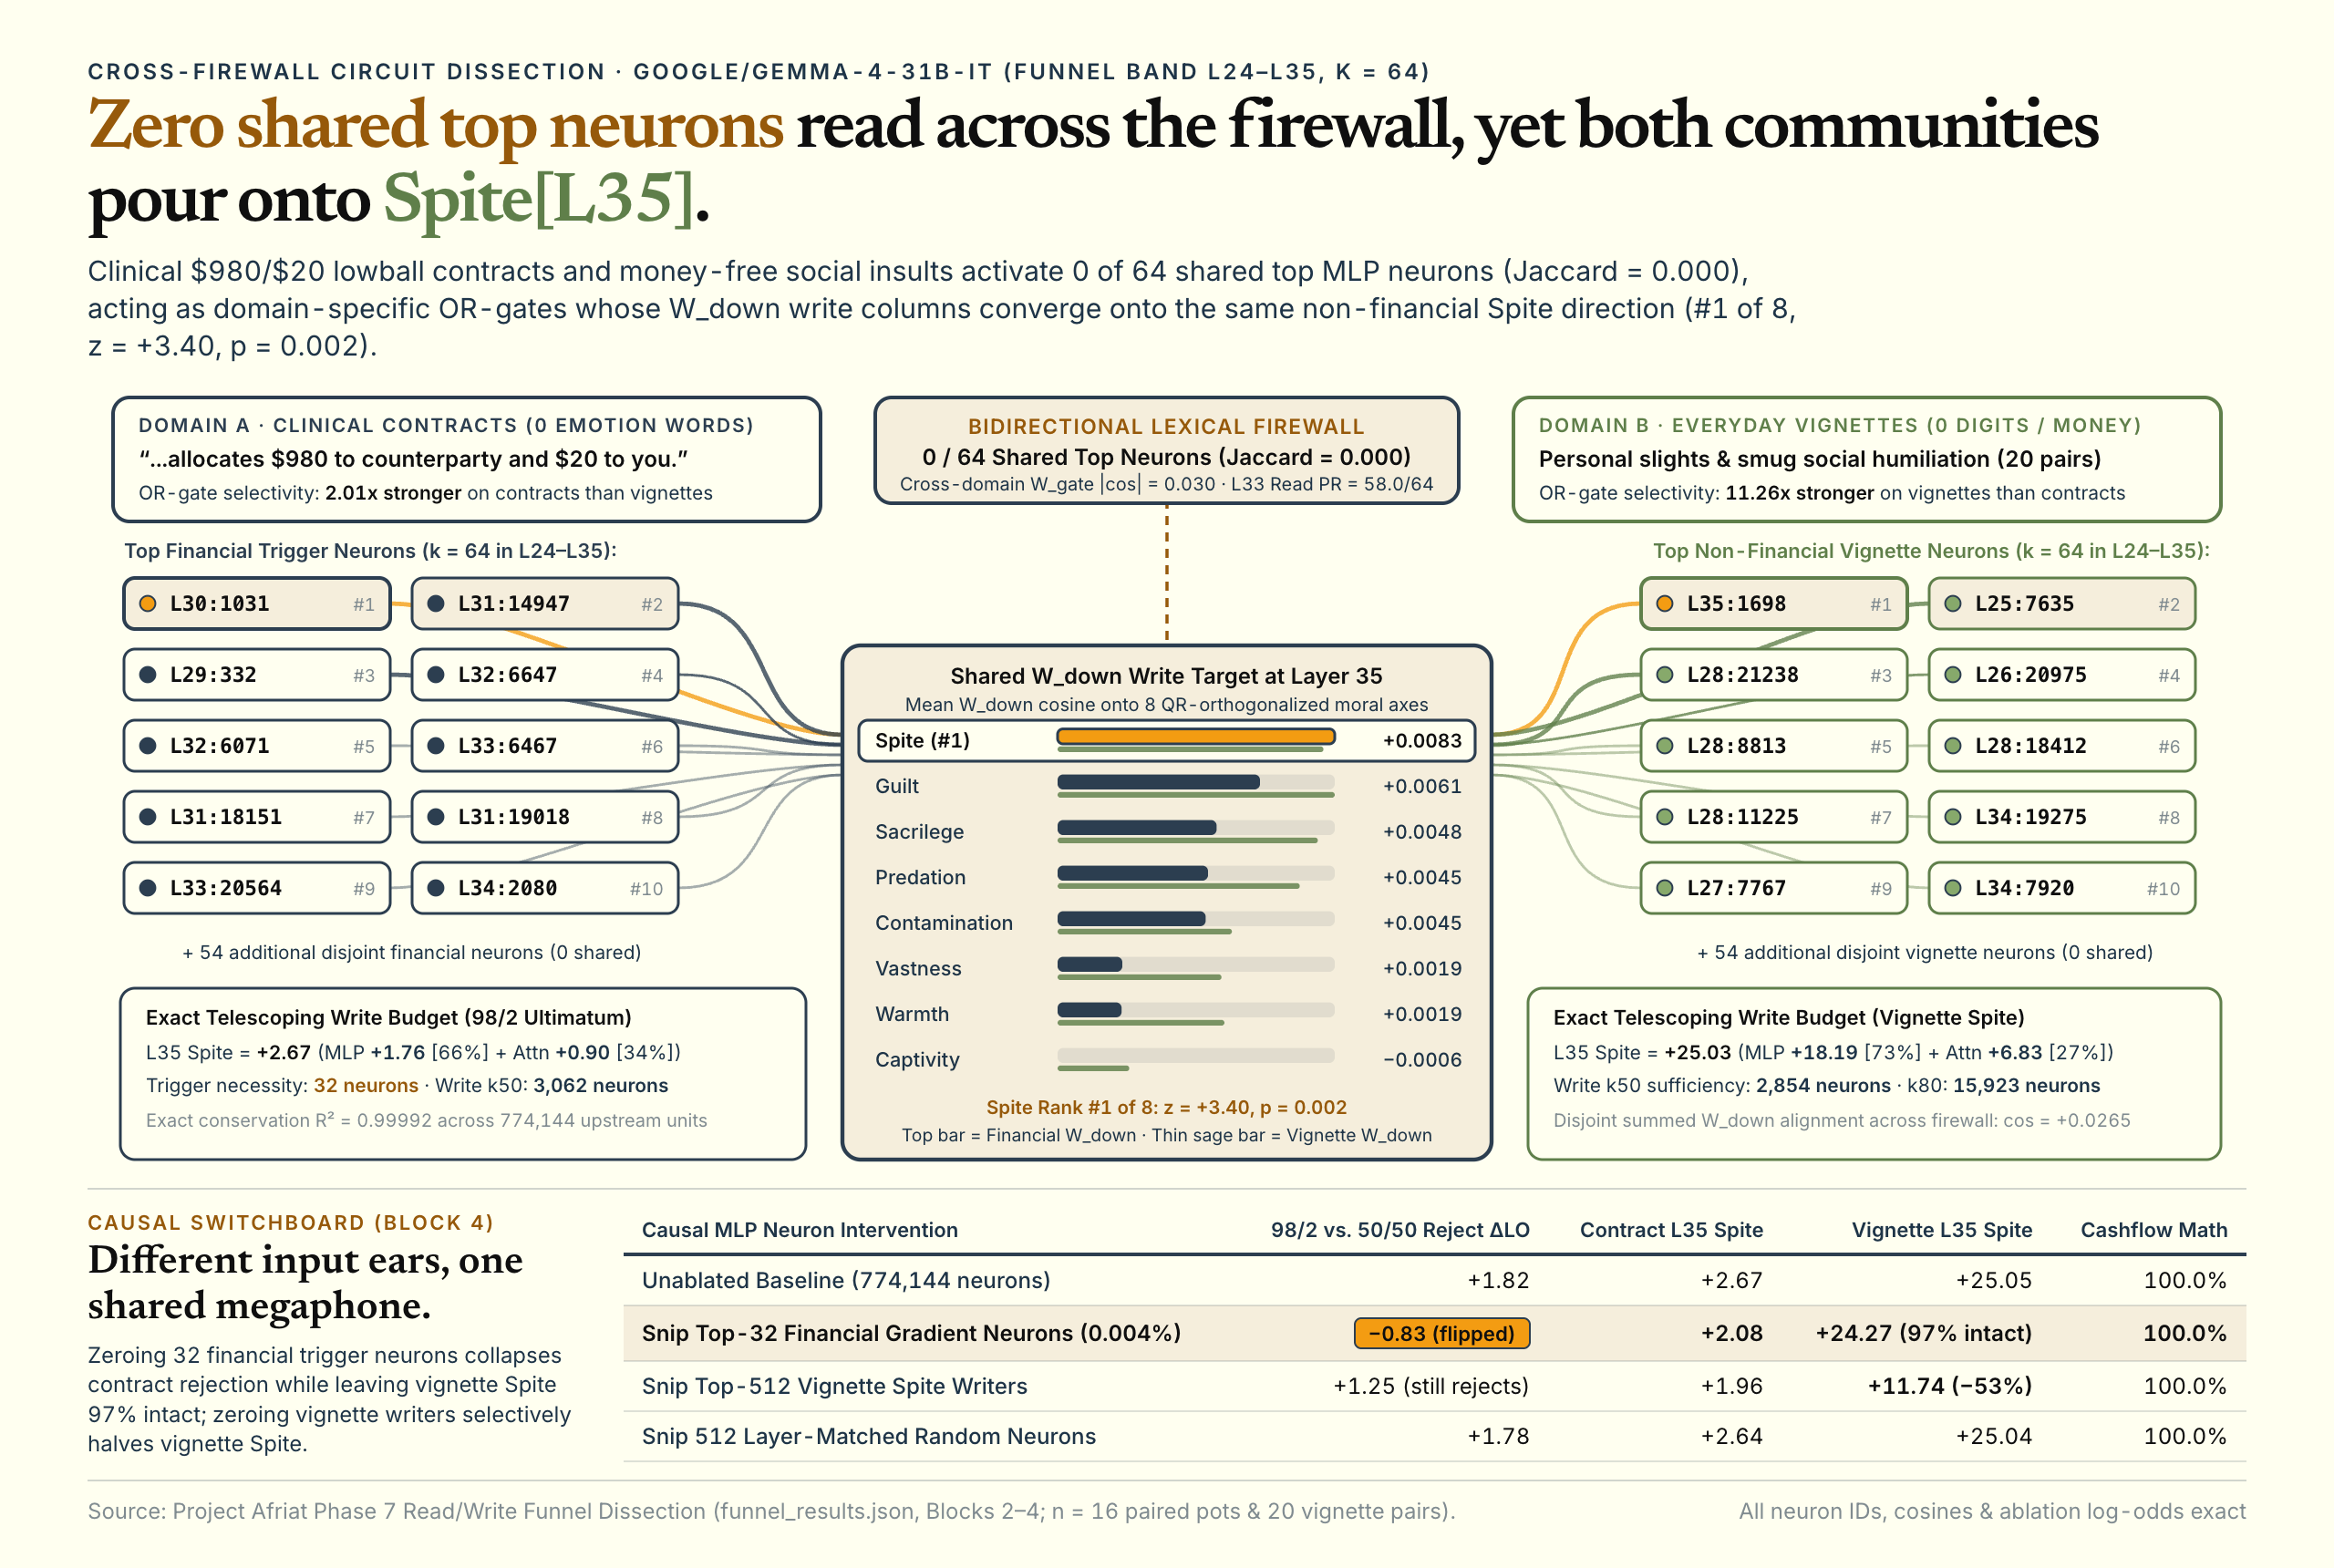 CROSS-FIREWALL CIRCUIT DISSECTION · GOOGLE/GEMMA-4-31B-IT (FUNNEL BAND L24–L35, K = 64)
Zero shared top neurons read across the firewall, yet both communities
pour onto Spite[L35].
Clinical $980/$20 lowball contracts and money-free social insults activate 0 of 64 shared top MLP neurons (Jaccard = 0.000),
acting as domain-specific OR-gates whose W_down write columns converge onto the same non-financial Spite direction (#1 of 8,
z = +3.40, p = 0.002).
DOMAIN A · CLINICAL CONTRACTS (0 EMOTION WORDS)
“...allocates $980 to counterparty and $20 to you.”
OR-gate selectivity: 2.01x stronger on contracts than vignettes
BIDIRECTIONAL LEXICAL FIREWALL
0 / 64 Shared Top Neurons (Jaccard = 0.000)
Cross-domain W_gate |cos| = 0.030 · L33 Read PR = 58.0/64
DOMAIN B · EVERYDAY VIGNETTES (0 DIGITS / MONEY)
Personal slights & smug social humiliation (20 pairs)
OR-gate selectivity: 11.26x stronger on vignettes than contracts
Top Financial Trigger Neurons (k = 64 in L24–L35):
L30:1031 #1 L31:14947 #2
L29:332 #3 L32:6647 #4
L32:6071 #5 L33:6467 #6
L31:18151 #7 L31:19018 #8
L33:20564 #9 L34:2080 #10
+ 54 additional disjoint financial neurons (0 shared)
Exact Telescoping Write Budget (98/2 Ultimatum)
L35 Spite = +2.67 (MLP +1.76 [66%] + Attn +0.90 [34%])
Trigger necessity: 32 neurons · Write k50: 3,062 neurons
Exact conservation R² = 0.99992 across 774,144 upstream units
Shared W_down Write Target at Layer 35
Mean W_down cosine onto 8 QR-orthogonalized moral axes
Spite (#1) +0.0083
Guilt +0.0061
Sacrilege +0.0048
Predation +0.0045
Contamination +0.0045
Vastness +0.0019
Warmth +0.0019
Captivity −0.0006
Spite Rank #1 of 8: z = +3.40, p = 0.002
Top bar = Financial W_down · Thin sage bar = Vignette W_down
Top Non-Financial Vignette Neurons (k = 64 in L24–L35):
L35:1698 #1 L25:7635 #2
L28:21238 #3 L26:20975 #4
L28:8813 #5 L28:18412 #6
L28:11225 #7 L34:19275 #8
L27:7767 #9 L34:7920 #10
+ 54 additional disjoint vignette neurons (0 shared)
Exact Telescoping Write Budget (Vignette Spite)
L35 Spite = +25.03 (MLP +18.19 [73%] + Attn +6.83 [27%])
Write k50 sufficiency: 2,854 neurons · k80: 15,923 neurons
Disjoint summed W_down alignment across firewall: cos = +0.0265
CAUSAL SWITCHBOARD (BLOCK 4)
Different input ears, one
shared megaphone.
Zeroing 32 financial trigger neurons collapses
contract rejection while leaving vignette Spite
97% intact; zeroing vignette writers selectively
halves vignette Spite.
Causal MLP Neuron Intervention 98/2 vs. 50/50 Reject ΔLO Contract L35 Spite Vignette L35 Spite Cashflow Math
Unablated Baseline (774,144 neurons) +1.82 +2.67 +25.05 100.0%
Snip Top-32 Financial Gradient Neurons (0.004%) −0.83 (flipped) +2.08 +24.27 (97% intact) 100.0%
Snip Top-512 Vignette Spite Writers +1.25 (still rejects) +1.96 +11.74 (−53%) 100.0%
Snip 512 Layer-Matched Random Neurons +1.78 +2.64 +25.04 100.0%
Source: Project Afriat Phase 7 Read/Write Funnel Dissection (funnel_results.json, Blocks 2–4; n = 16 paired pots & 20 vignette pairs).
All neuron IDs, cosines & ablation log-odds exact